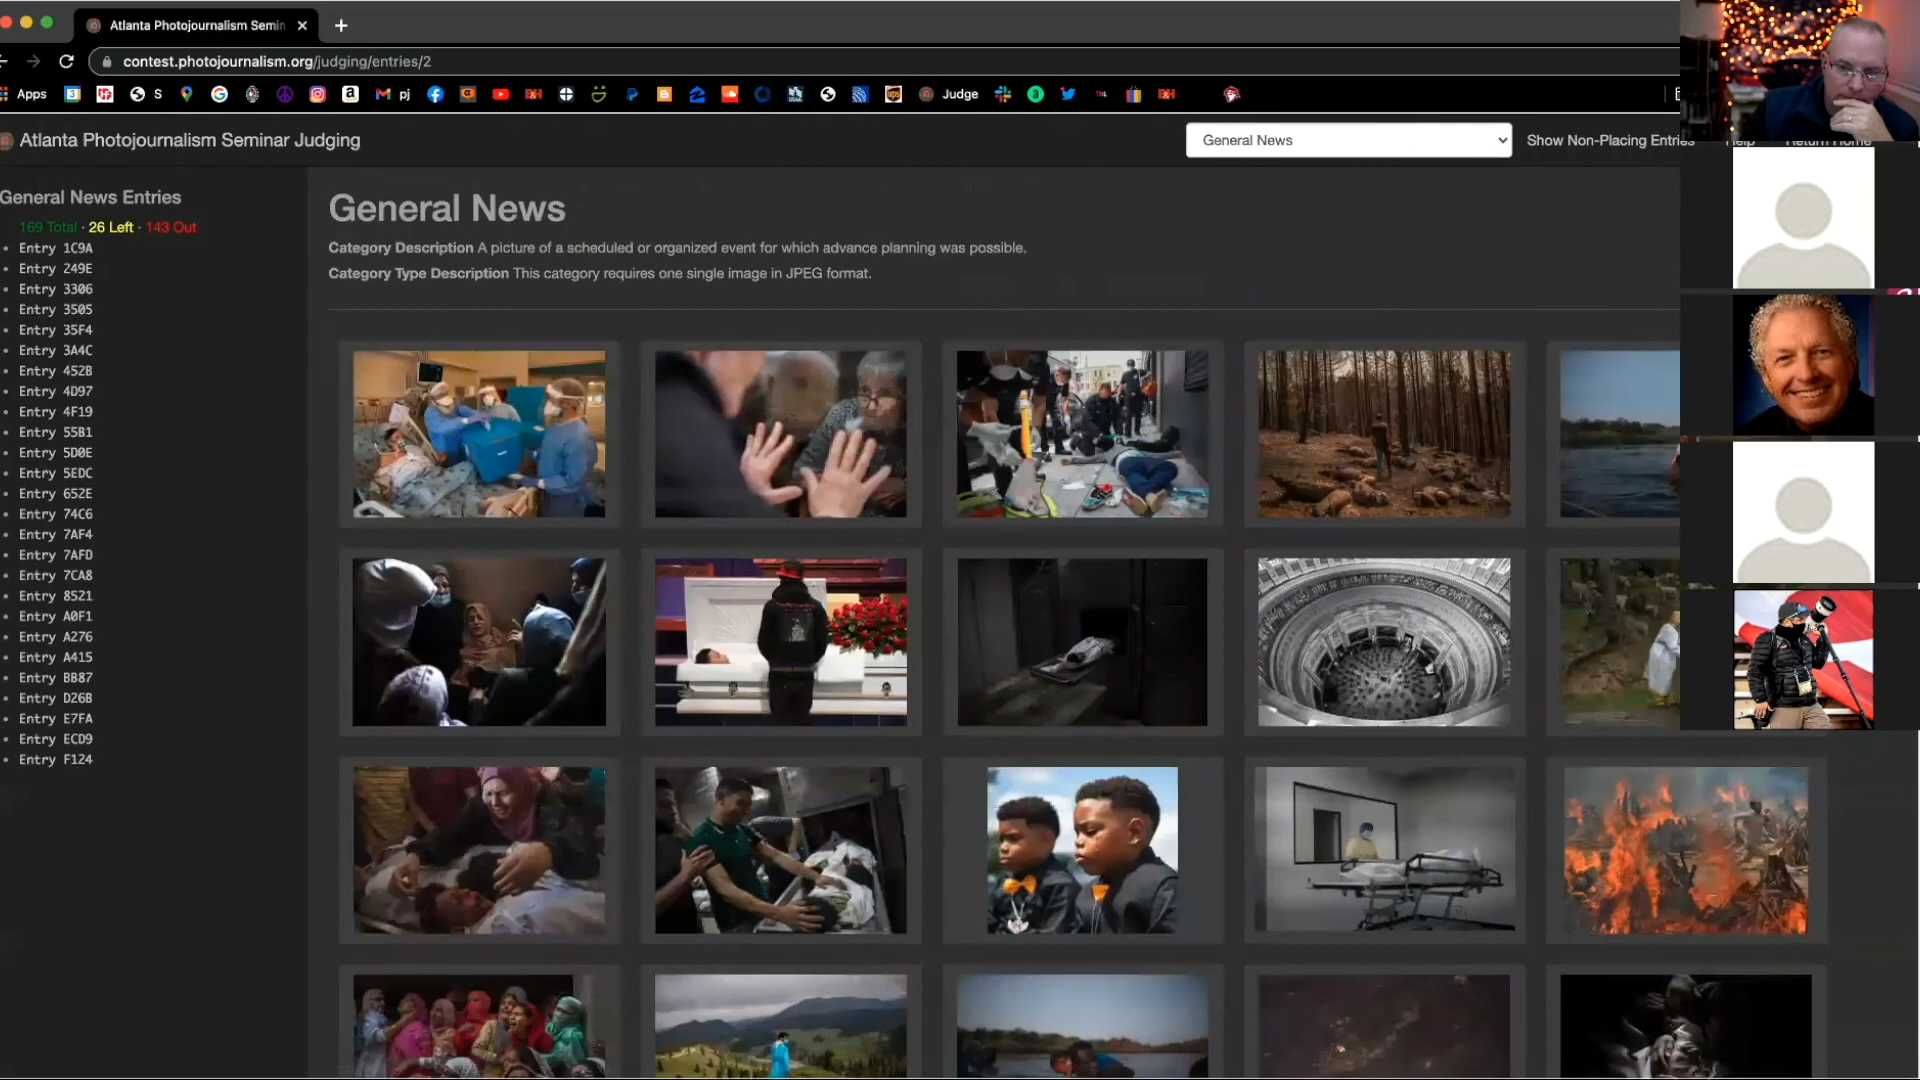 Atlanta Photojournalism Semin
contest.photojournalism.org/judging/entries/2
Apps
S
pj
Judge
Atlanta Photojournalism Seminar Judging
General News
Show Non-Placing Entries
Help
Return Home
General News Entries
169 Total · 26 Left · 143 Out
Entry 1C9A
Entry 249E
Entry 3306
Entry 3505
Entry 35F4
Entry 3A4C
Entry 452B
Entry 4D97
Entry 4F19
Entry 55B1
Entry 5D0E
Entry 5EDC
Entry 652E
Entry 74C6
Entry 7AF4
Entry 7AFD
Entry 7CA8
Entry 8521
Entry A0F1
Entry A276
Entry A415
Entry BB87
Entry D26B
Entry E7FA
Entry ECD9
Entry F124
General News
Category Description A picture of a scheduled or organized event for which advance planning was possible.
Category Type Description This category requires one single image in JPEG format.